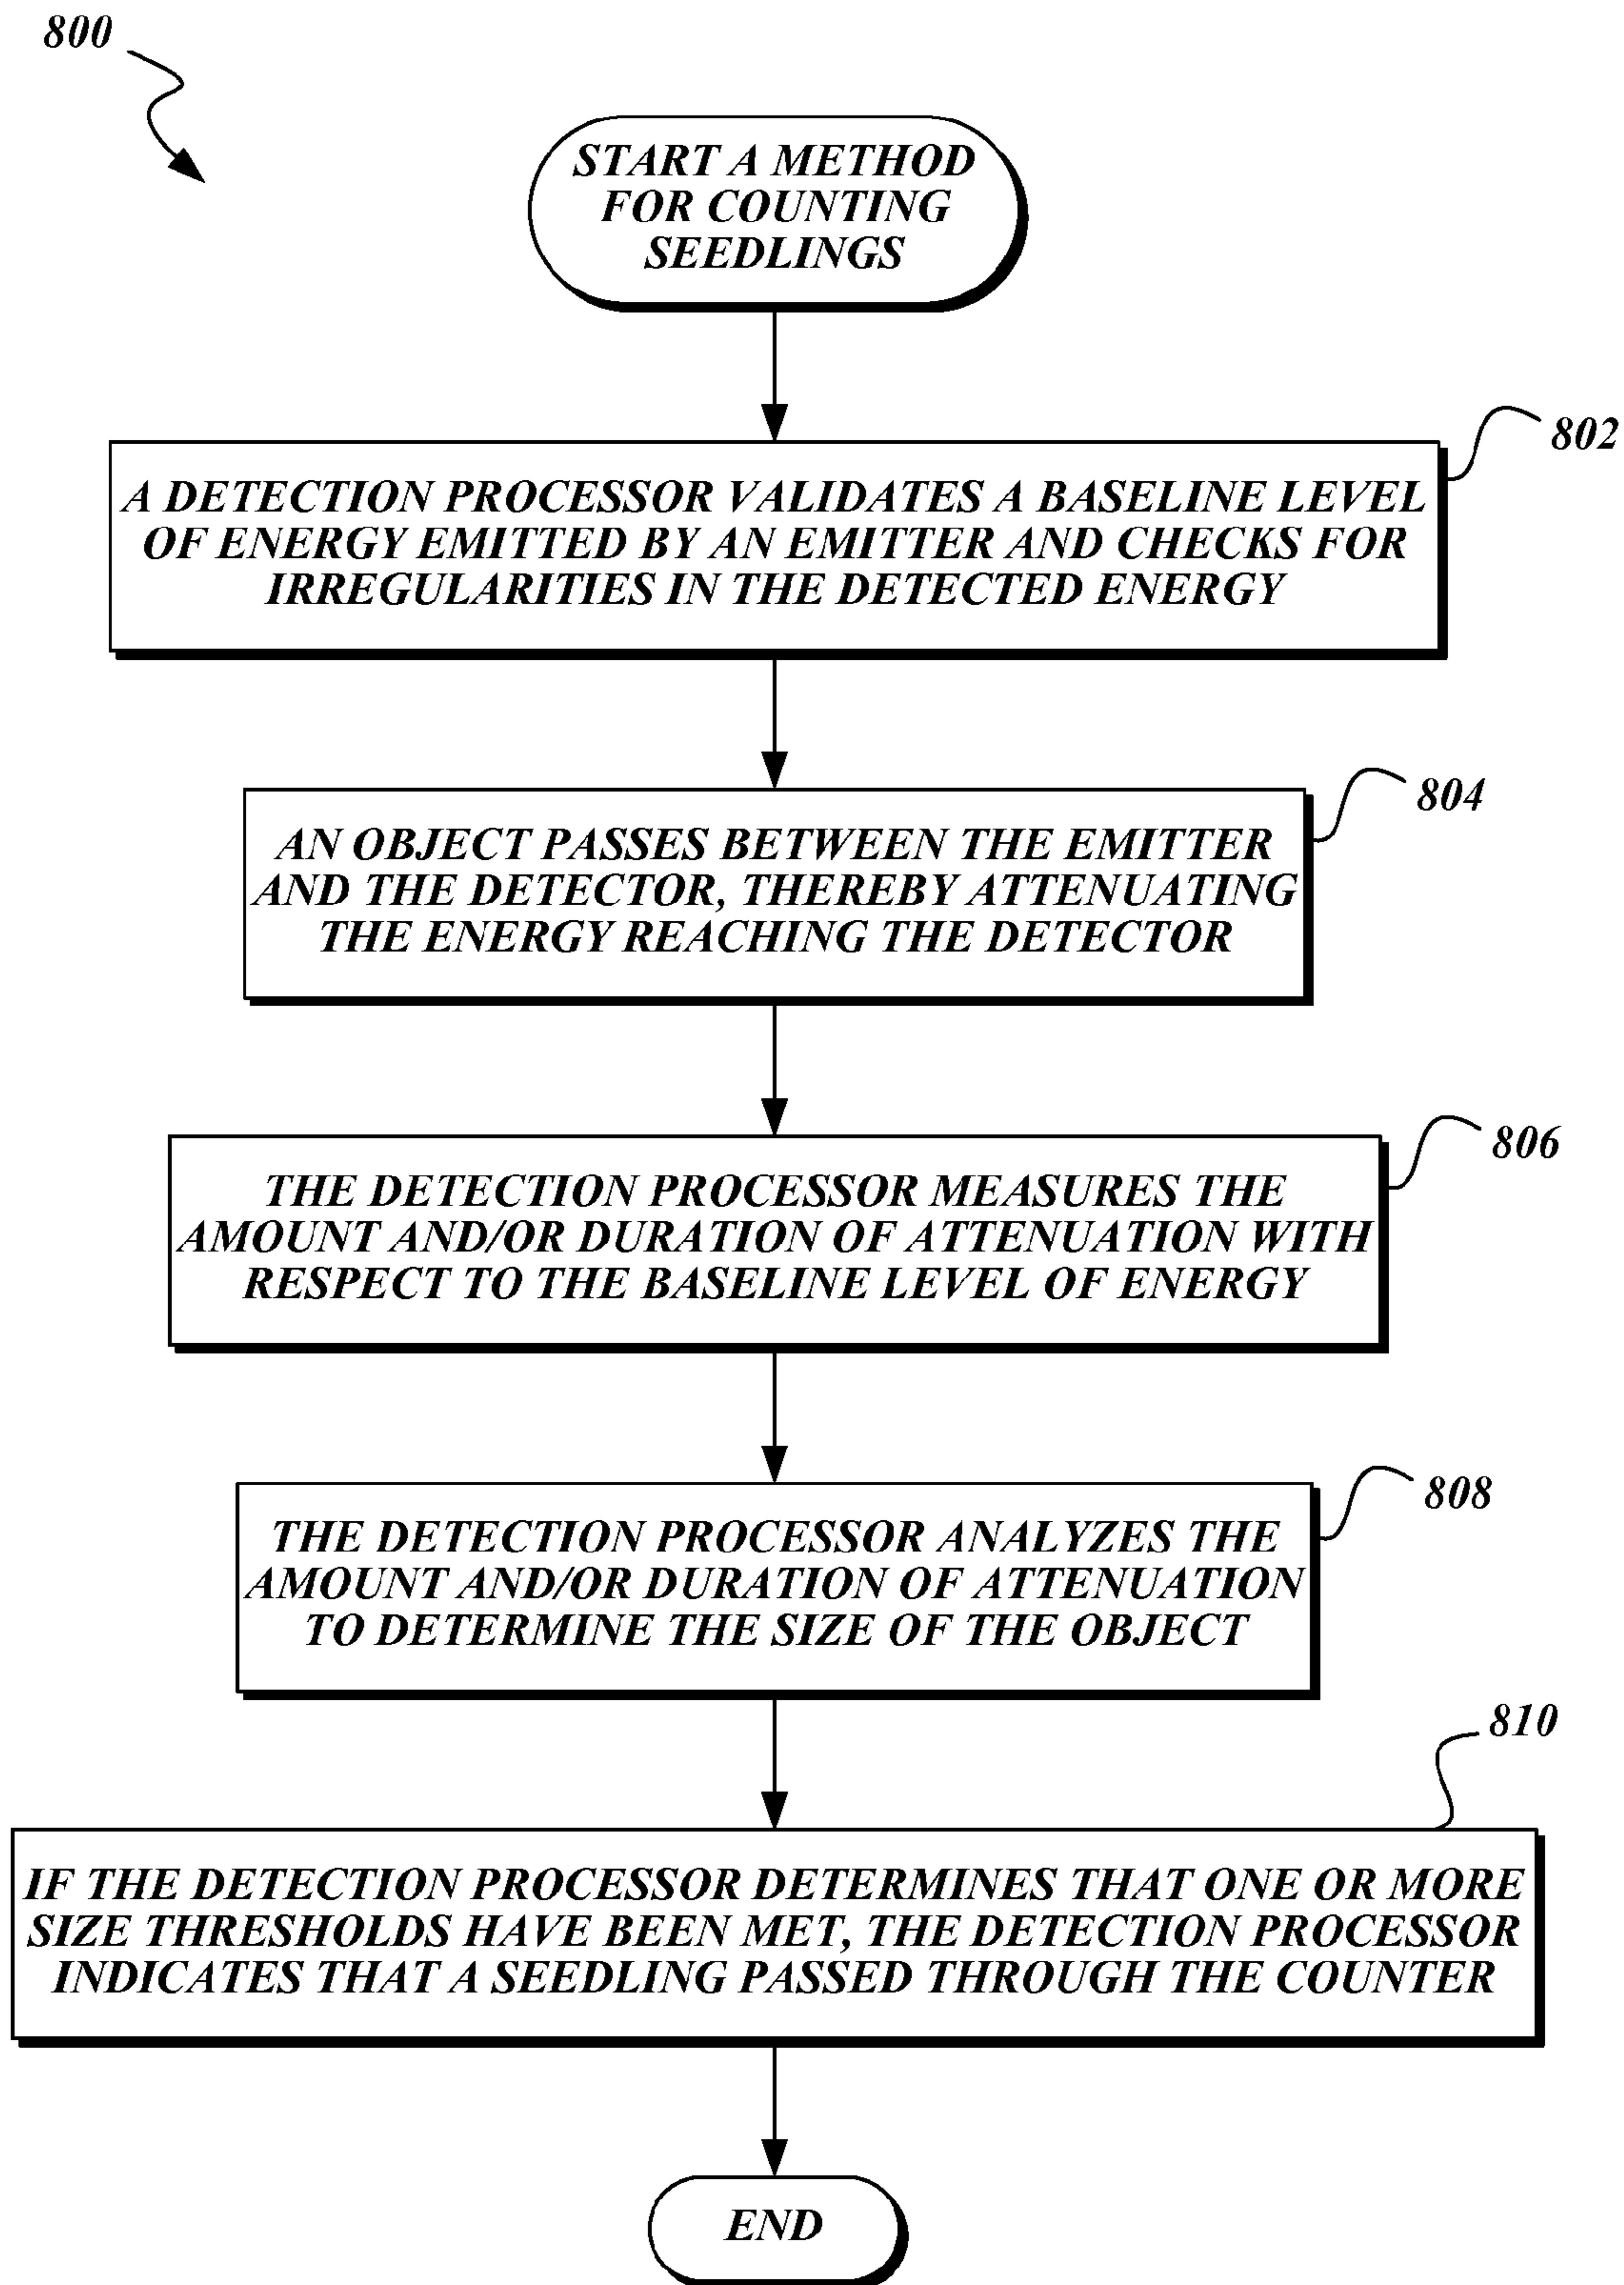 800
START A METHOD
FOR COUNTING
SEEDLINGS
802
A DETECTION PROCESSOR VALIDATES A BASELINE LEVEL
OF ENERGY EMITTED BY AN EMITTER AND CHECKS FOR
IRREGULARITIES IN THE DETECTED ENERGY
804
AN OBJECT PASSES BETWEEN THE EMITTER
AND THE DETECTOR, THEREBY ATTENUATING
THE ENERGY REACHING THE DETECTOR
806
THE DETECTION PROCESSOR MEASURES THE
AMOUNT AND/OR DURATION OF ATTENUATION WITH
RESPECT TO THE BASELINE LEVEL OF ENERGY
808
THE DETECTION PROCESSOR ANALYZES THE
AMOUNT AND/OR DURATION OF ATTENUATION
TO DETERMINE THE SIZE OF THE OBJECT
810
IF THE DETECTION PROCESSOR DETERMINES THAT ONE OR MORE
SIZE THRESHOLDS HAVE BEEN MET, THE DETECTION PROCESSOR
INDICATES THAT A SEEDLING PASSED THROUGH THE COUNTER
END